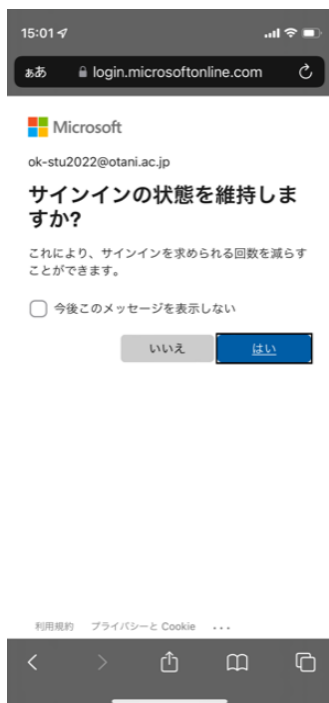 15:01
ああ login.microsoftonline.com
Microsoft
ok-stu2022@otani.ac.jp
サインインの状態を維持しま
すか?
これにより、サインインを求められる回数を減らす
ことができます。
今後このメッセージを表示しない
いいえ はい
利用規約 プライバシーと Cookie ...